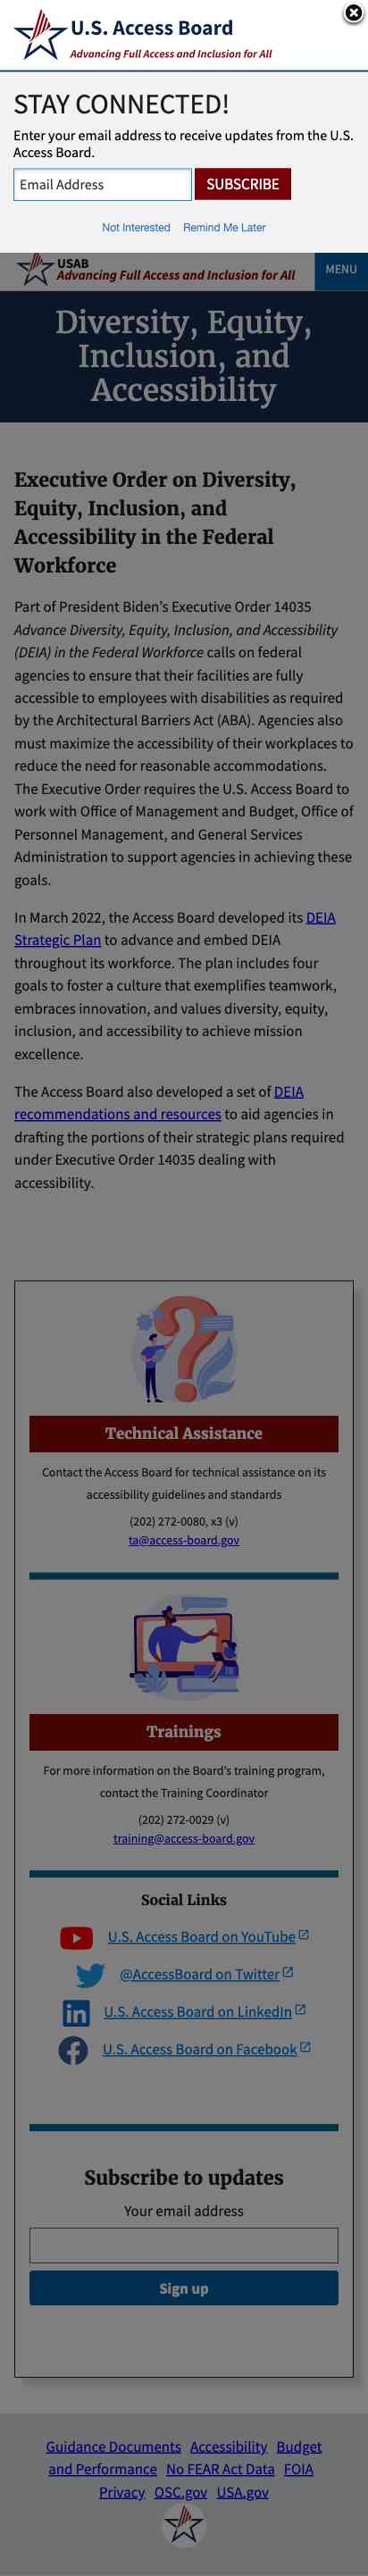 U.S. Access Board
Advancing Full Access and Inclusion for All
STAY CONNECTED!
Enter your email address to receive updates from the U.S.
Access Board.
Email Address
SUBSCRIBE
Not Interested Remind Me Later
USAB
Advancing Full Access and Inclusion for All
MENU
Diversity, Equity,
Inclusion, and
Accessibility
Executive Order on Diversity,
Equity, Inclusion, and
Accessibility in the Federal
Workforce
Part of President Biden’s Executive Order 14035
Advance Diversity, Equity, Inclusion, and Accessibility
(DEIA) in the Federal Workforce calls on federal
agencies to ensure that their facilities are fully
accessible to employees with disabilities as required
by the Architectural Barriers Act (ABA). Agencies also
must maximize the accessibility of their workplaces to
reduce the need for reasonable accommodations.
The Executive Order requires the U.S. Access Board to
work with Office of Management and Budget, Office of
Personnel Management, and General Services
Administration to support agencies in achieving these
goals.
In March 2022, the Access Board developed its DEIA
Strategic Plan to advance and embed DEIA
throughout its workforce. The plan includes four
goals to foster a culture that exemplifies teamwork,
embraces innovation, and values diversity, equity,
inclusion, and accessibility to achieve mission
excellence.
The Access Board also developed a set of DEIA
recommendations and resources to aid agencies in
drafting the portions of their strategic plans required
under Executive Order 14035 dealing with
accessibility.
Technical Assistance
Contact the Access Board for technical assistance on its
accessibility guidelines and standards
(202) 272-0080, x3 (v)
ta@access-board.gov
Trainings
For more information on the Board's training program,
contact the Training Coordinator
(202) 272-0029 (v)
training@access-board.gov
Social Links
U.S. Access Board on YouTube
@AccessBoard on Twitter
U.S. Access Board on LinkedIn
U.S. Access Board on Facebook
Subscribe to updates
Your email address
Sign up
Guidance Documents Accessibility Budget
and Performance No FEAR Act Data FOIA
Privacy OSC.gov USA.gov